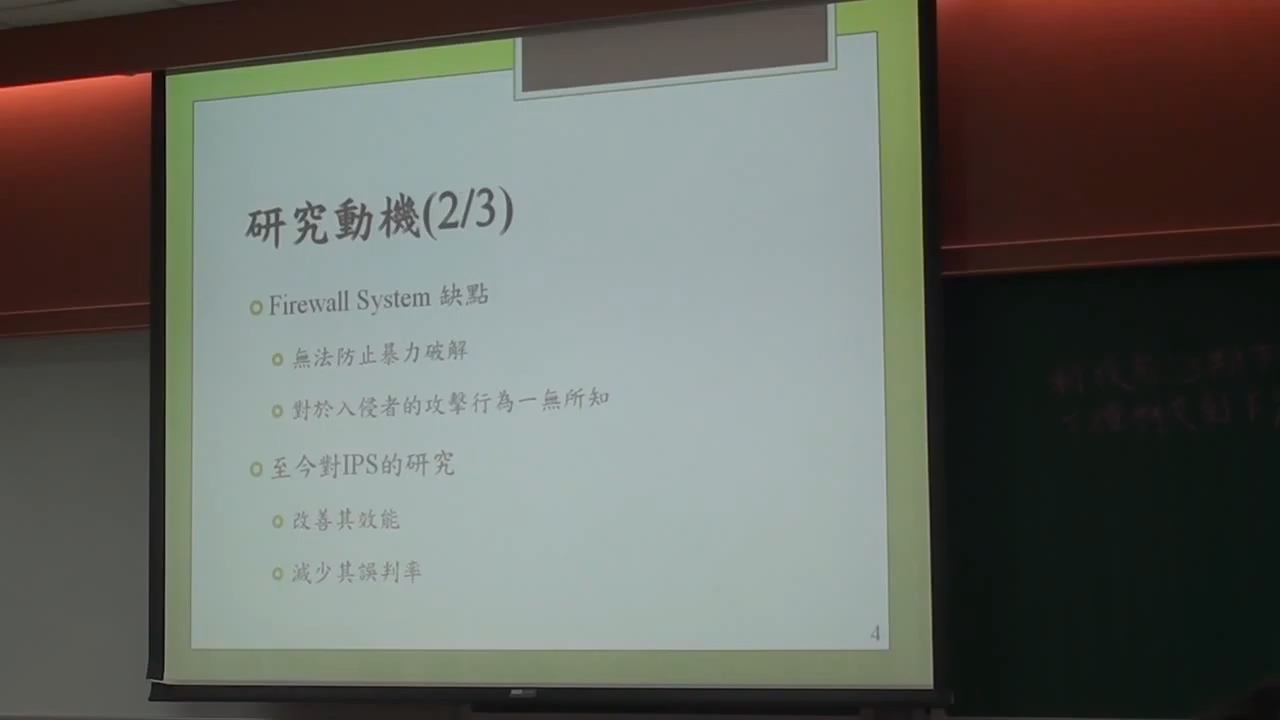 研究動機(2/3)
Firewall System 缺點
無法防止暴力破解
對於入侵者的攻擊行為一無所知
至今對IPS的研究
改善其效能
減少其誤判率
4